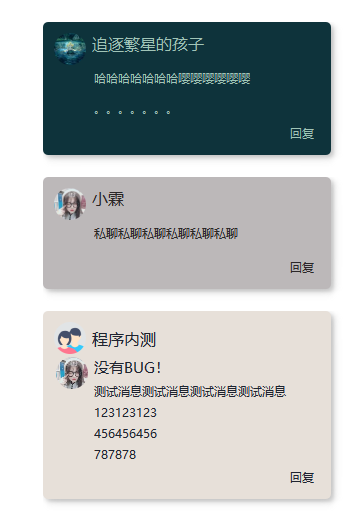 追逐繁星的孩子
哈哈哈哈哈哈哈嘤嘤嘤嘤嘤嘤
。。。。。。。
回复
小霖
私聊私聊私聊私聊私聊私聊
回复
程序内测
没有BUG!
测试消息测试消息测试消息测试消息
123123123
456456456
787878
回复